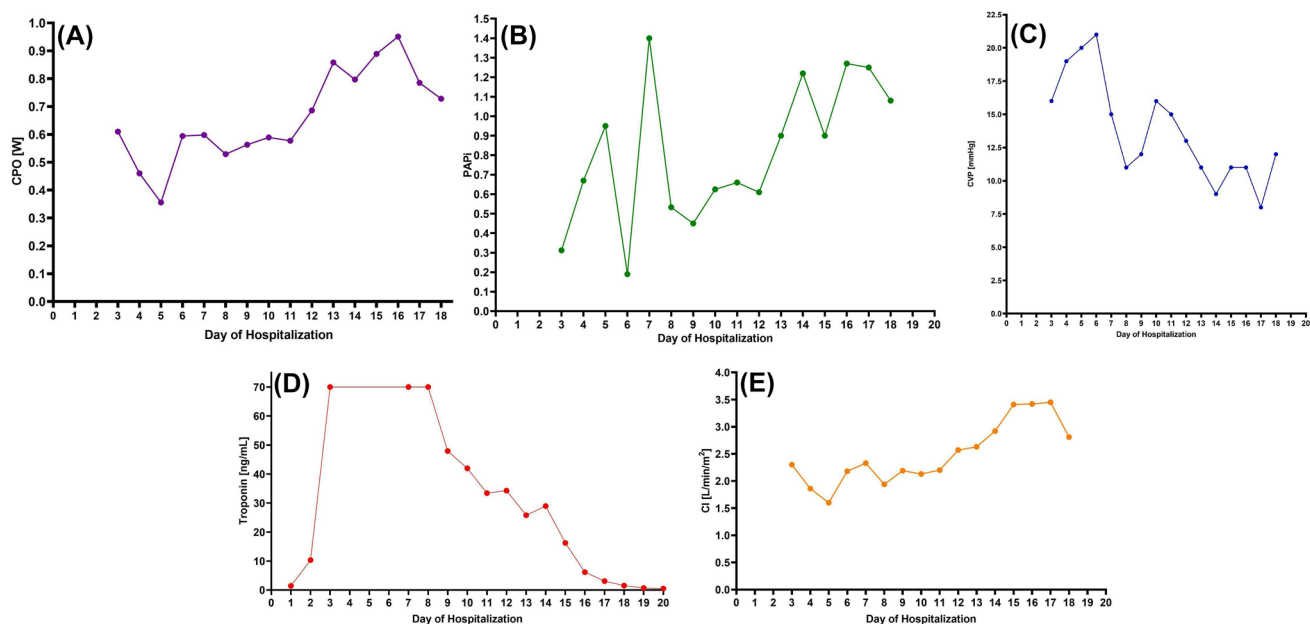 (A)
CPO [W]
1.0
0.9
0.8
0.7
0.6
0.5
0.4
0.3
0.2
0.1
0.0
0 1 2 3 4 5 6 7 8 9 10 11 12 13 14 15 16 17 18
Day of Hospitalization
(B)
PAPi
1.5
1.4
1.3
1.2
1.1
1.0
0.9
0.8
0.7
0.6
0.5
0.4
0.3
0.2
0.1
0.0
0 1 2 3 4 5 6 7 8 9 10 11 12 13 14 15 16 17 18 19 20
Day of Hospitalization
(C)
CVP [mmHg]
22.5
20.0
17.5
15.0
12.5
10.0
7.5
5.0
2.5
0.0
0 1 2 3 4 5 6 7 8 9 10 11 12 13 14 15 16 17 18 19 20
Day of Hospitalization
(D)
Troponin [ng/mL]
70
60
50
40
30
20
10
0
0 1 2 3 4 5 6 7 8 9 10 11 12 13 14 15 16 17 18 19 20
Day of Hospitalization
(E)
CI [L/min/m²]
4.0
3.5
3.0
2.5
2.0
1.5
1.0
0.5
0.0
0 1 2 3 4 5 6 7 8 9 10 11 12 13 14 15 16 17 18 19 20
Day of Hospitalization